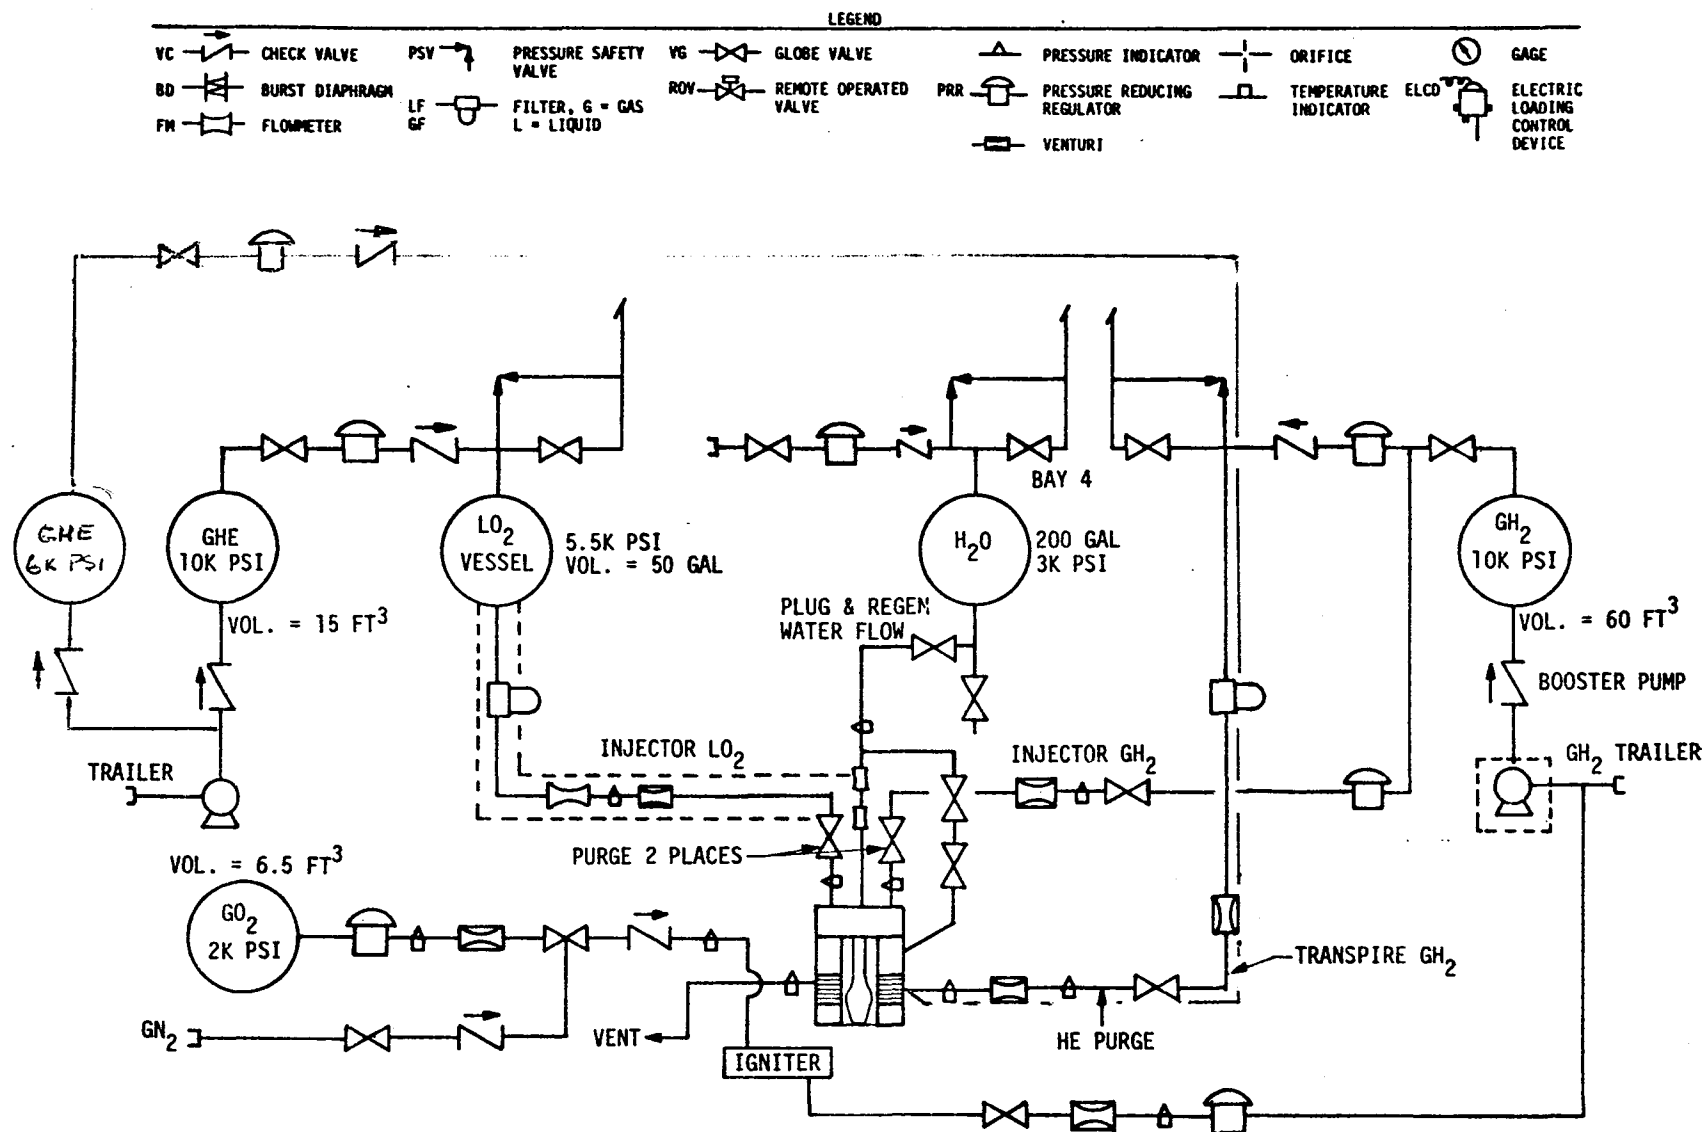 LEGEND
VC CHECK VALVE
BD BURST DIAPHRAGM
FM FLOWMETER
PSV PRESSURE SAFETY
VALVE
LF FILTER, G = GAS
GF L = LIQUID
VG GLOBE VALVE
ROV REMOTE OPERATED
VALVE
PRESSURE INDICATOR
PRR PRESSURE REDUCING
REGULATOR
VENTURI
ORIFICE
TEMPERATURE
INDICATOR
GAGE
ELCD ELECTRIC
LOADING
CONTROL
DEVICE
BAY 4
GHE
6K PSI
GHE
10K PSI
VOL. = 15 FT3
LO2
VESSEL
5.5K PSI
VOL. = 50 GAL
H2O
200 GAL
3K PSI
GH2
10K PSI
VOL. = 60 FT3
PLUG & REGEN
WATER FLOW
BOOSTER PUMP
INJECTOR LO2
INJECTOR GH2
GH2 TRAILER
TRAILER
PURGE 2 PLACES
VOL. = 6.5 FT3
GO2
2K PSI
TRANSPIRE GH2
GN2
VENT
HE PURGE
IGNITER